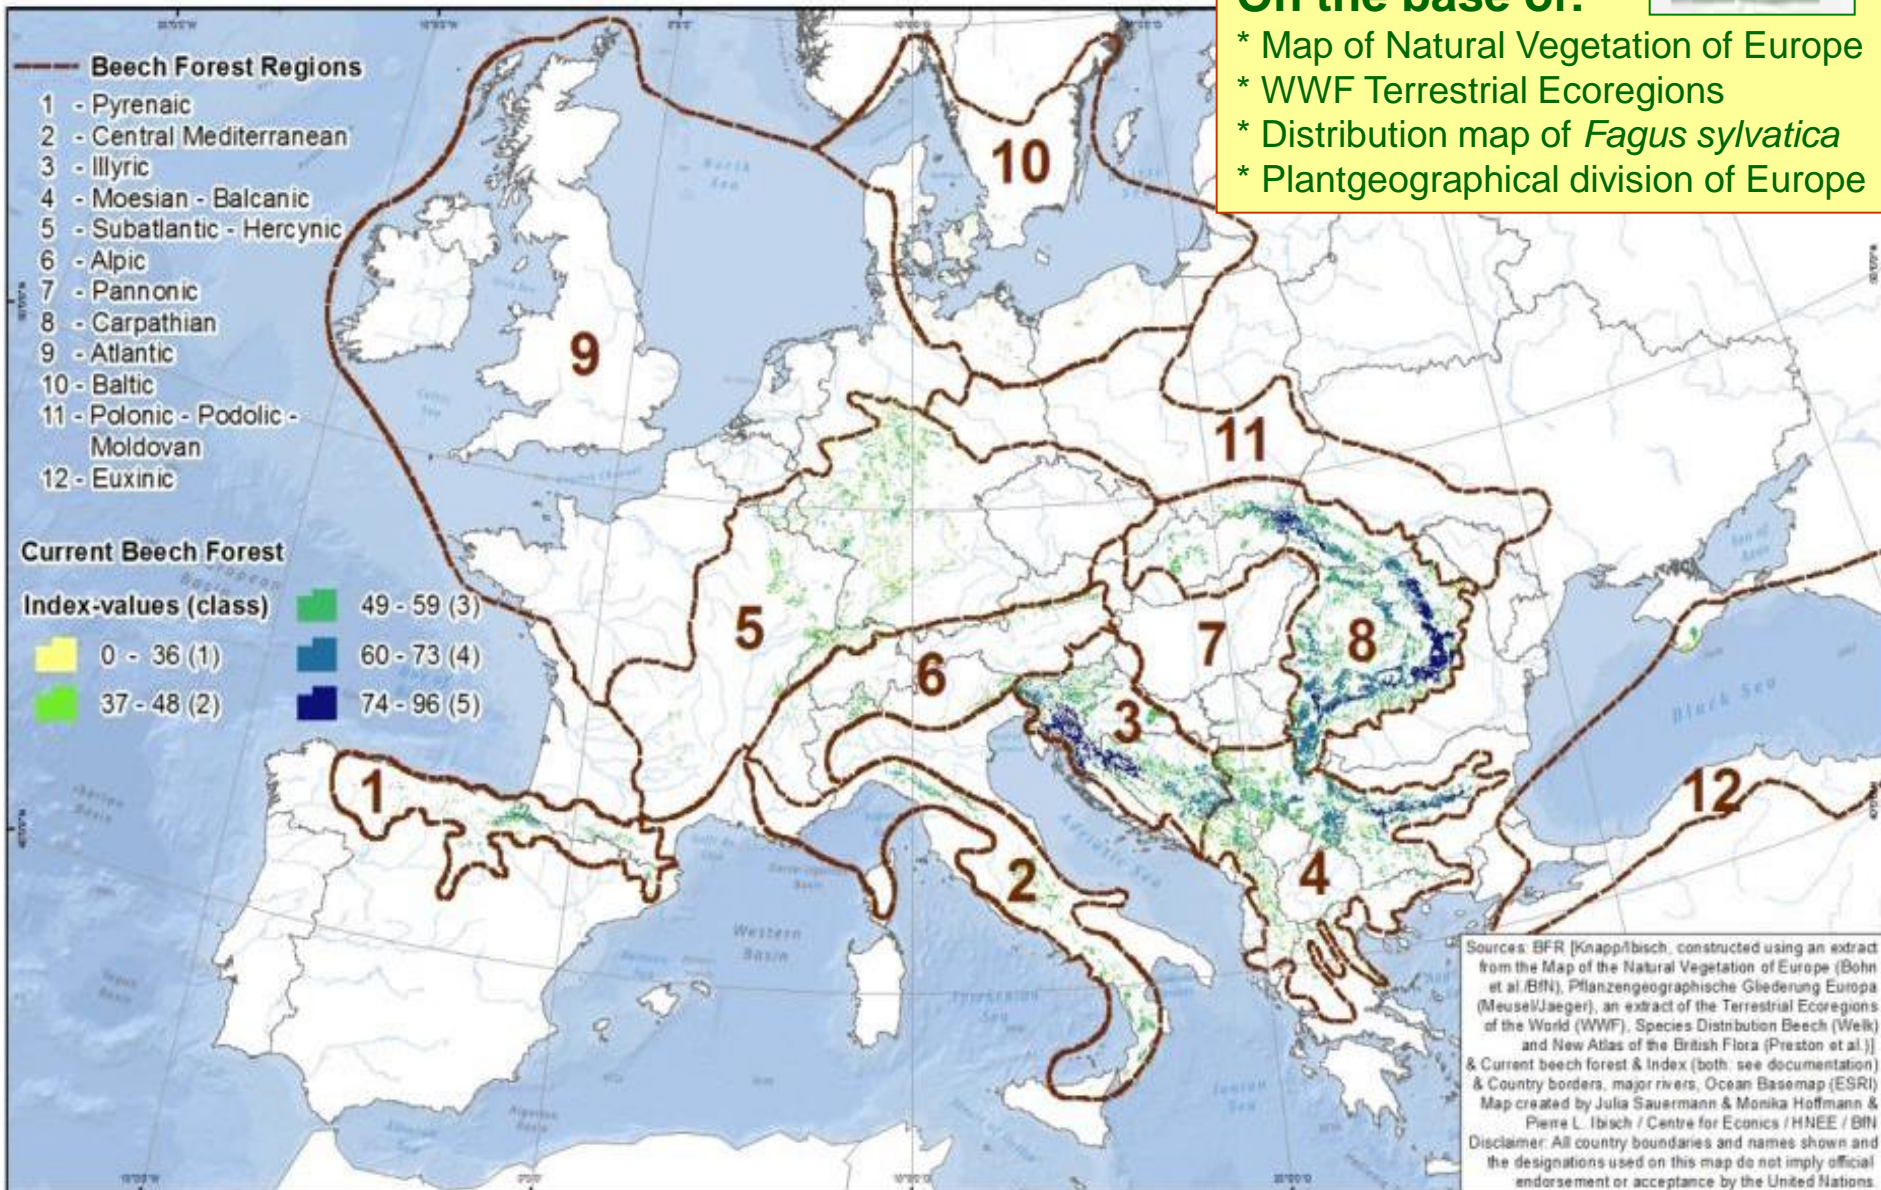 On the base of:
* Map of Natural Vegetation of Europe
* WWF Terrestrial Ecoregions
* Distribution map of Fagus sylvatica
* Plantgeographical division of Europe
Beech Forest Regions
1 - Pyrenaic
2 - Central Mediterranean
3 - Illyric
4 - Moesian - Balcanic
5 - Subatlantic - Hercynic
6 - Alpic
7 - Pannonic
8 - Carpathian
9 - Atlantic
10 - Baltic
11 - Polonic - Podolic -
Moldovan
12 - Euxinic
Current Beech Forest
Index-values (class)
0 - 36 (1)
37 - 48 (2)
49 - 59 (3)
60 - 73 (4)
74 - 96 (5)
10
9
11
5
7
8
6
3
1
2
4
12
North
Sea
Celtic
Sea
Black Sea
Adriatic Sea
Western
Basin
Iberian
Basin
Ionian
Sea
Sources: BFR [Knapp/Ibisch, constructed using an extract
from the Map of the Natural Vegetation of Europe (Bohn
et al./BfN), Pflanzengeographische Gliederung Europa
(Meusel/Jaeger), an extract of the Terrestrial Ecoregions
of the World (WWF), Species Distribution Beech (Welk)
and New Atlas of the British Flora (Preston et al.)]
& Current beech forest & Index (both: see documentation)
& Country borders, major rivers, Ocean Basemap (ESRI)
Map created by Julia Sauermann & Monika Hoffmann &
Pierre L. Ibisch / Centre for Econics / HNEE / BfN
Disclaimer: All country boundaries and names shown and
the designations used on this map do not imply official
endorsement or acceptance by the United Nations.